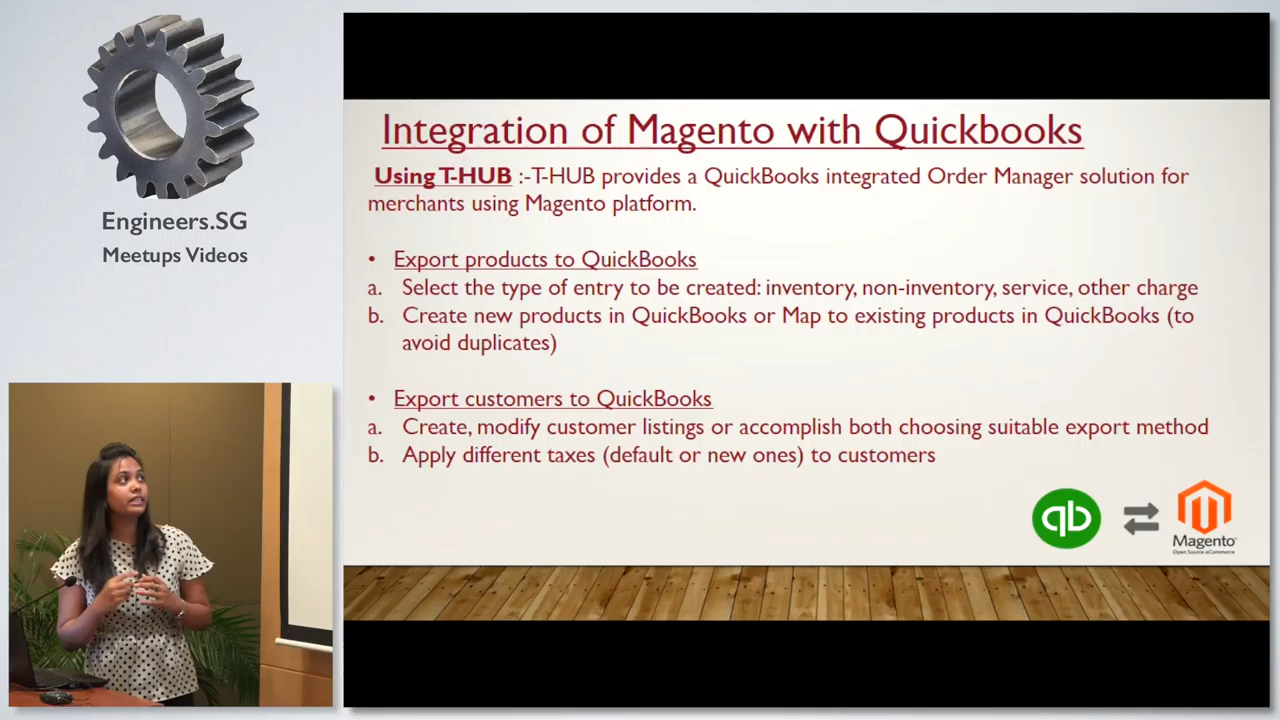 Engineers.SG
Meetups Videos
Integration of Magento with Quickbooks
Using T-HUB :-T-HUB provides a QuickBooks integrated Order Manager solution for
merchants using Magento platform.
• Export products to QuickBooks
a. Select the type of entry to be created: inventory, non-inventory, service, other charge
b. Create new products in QuickBooks or Map to existing products in QuickBooks (to
avoid duplicates)
• Export customers to QuickBooks
a. Create, modify customer listings or accomplish both choosing suitable export method
b. Apply different taxes (default or new ones) to customers
qb
Magento
Open Source eCommerce